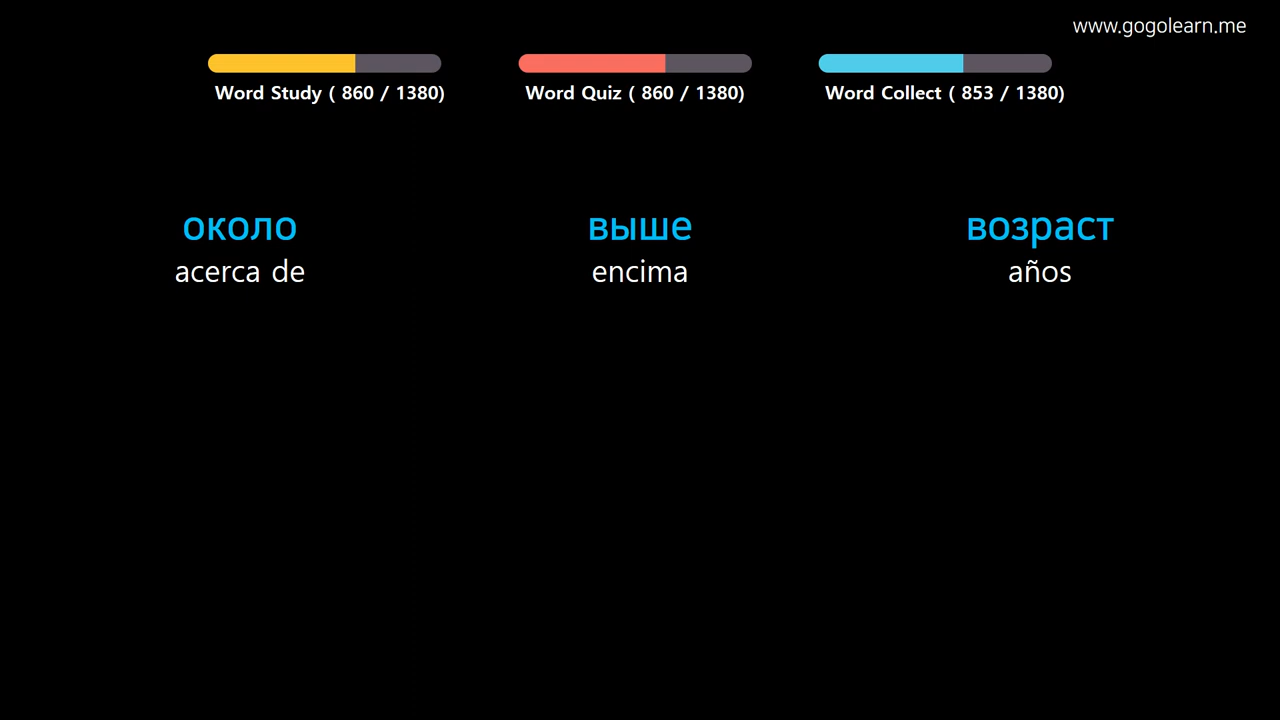 www.gogolearn.me
Word Study ( 860 / 1380)
Word Quiz ( 860 / 1380)
Word Collect ( 853 / 1380)
около
acerca de
выше
encima
возраст
años